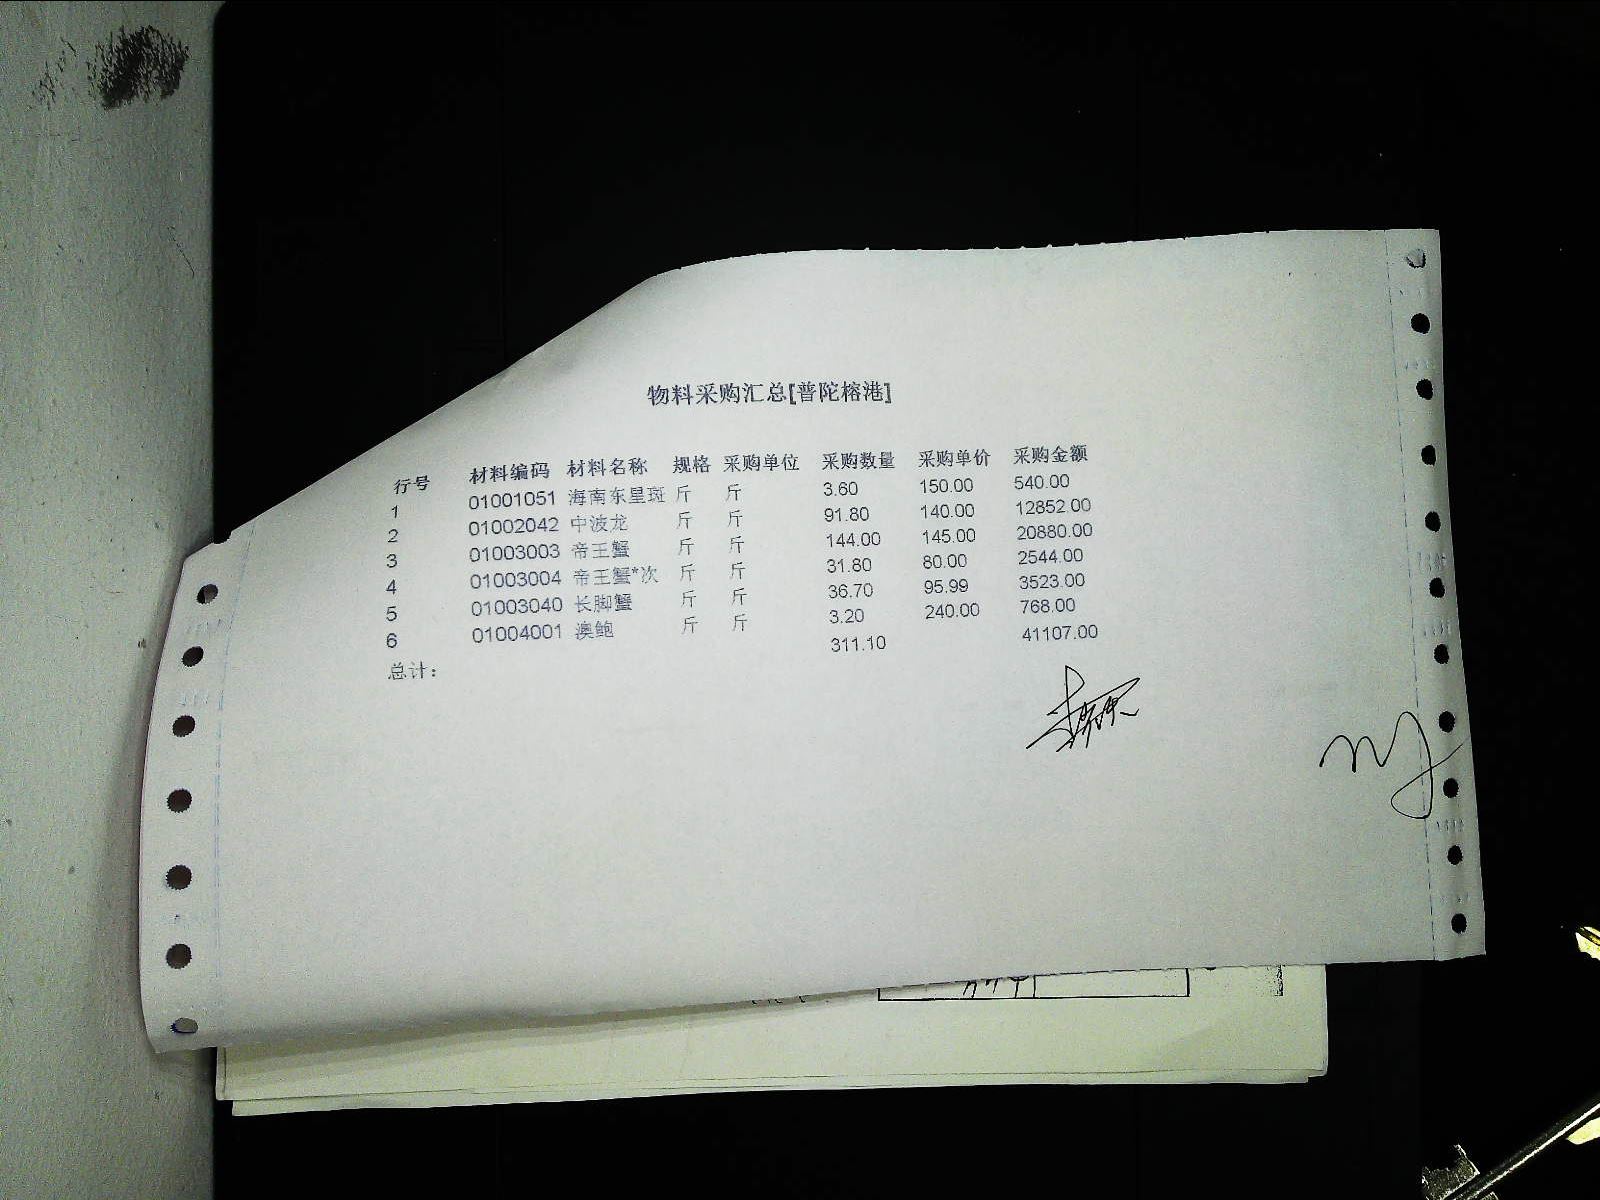 物料采购汇总[普陀榕港]
行号 材料编码 材料名称 规格 采购单位 采购数量 采购单价 采购金额
1 01001051 海南东星斑 斤 斤 3.60 150.00 540.00
2 01002042 中波龙 斤 斤 91.80 140.00 12852.00
3 01003003 帝王蟹 斤 斤 144.00 145.00 20880.00
4 01003004 帝王蟹*次 斤 斤 31.80 80.00 2544.00
5 01003040 长脚蟹 斤 斤 36.70 95.99 3523.00
6 01004001 澳鲍 斤 斤 3.20 240.00 768.00
总计： 311.10 41107.00